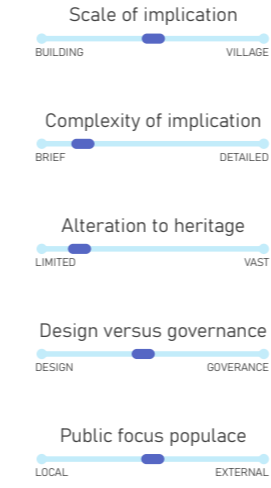 Scale of implication
BUILDING VILLAGE
Complexity of implication
BRIEF DETAILED
Alteration to heritage
LIMITED VAST
Design versus governance
DESIGN GOVERANCE
Public focus populace
LOCAL EXTERNAL